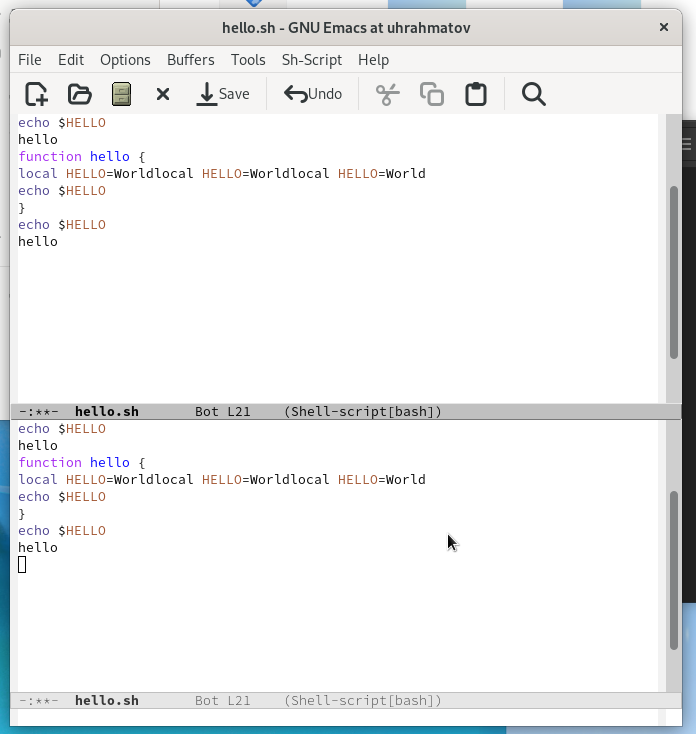 hello.sh - GNU Emacs at uhrahmatov ×
File Edit Options Buffers Tools Sh-Script Help
Save Undo
echo $HELLO
hello
function hello {
local HELLO=Worldlocal HELLO=Worldlocal HELLO=World
echo $HELLO
}
echo $HELLO
hello
-:**- hello.sh Bot L21 (Shell-script[bash])
echo $HELLO
hello
function hello {
local HELLO=Worldlocal HELLO=Worldlocal HELLO=World
echo $HELLO
}
echo $HELLO
hello
-:**- hello.sh Bot L21 (Shell-script[bash])